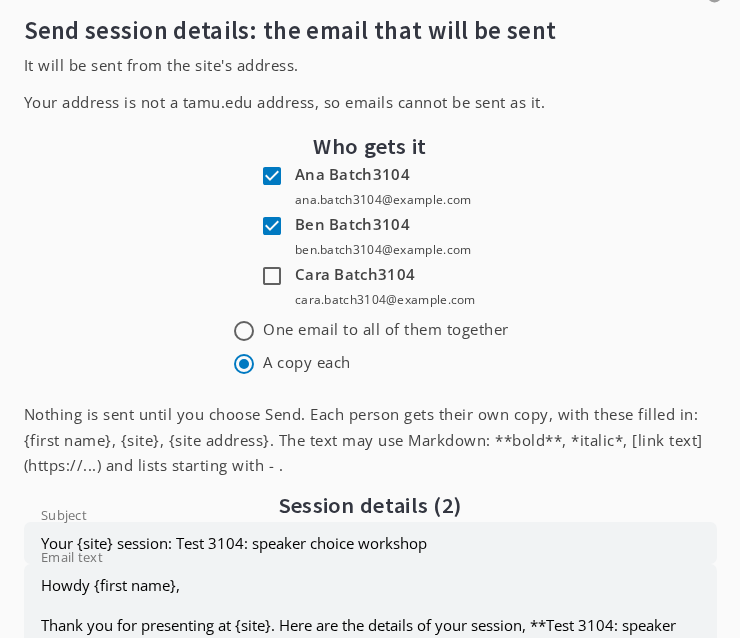 Send session details: the email that will be sent
It will be sent from the site's address.
Your address is not a tamu.edu address, so emails cannot be sent as it.
Who gets it
Ana Batch3104
ana.batch3104@example.com
Ben Batch3104
ben.batch3104@example.com
Cara Batch3104
cara.batch3104@example.com
One email to all of them together
A copy each
Nothing is sent until you choose Send. Each person gets their own copy, with these filled in:
{first name}, {site}, {site address}. The text may use Markdown: **bold**, *italic*, [link text]
(https://...) and lists starting with - .
Session details (2)
Subject
Your {site} session: Test 3104: speaker choice workshop
Email text
Howdy {first name},
Thank you for presenting at {site}. Here are the details of your session, **Test 3104: speaker